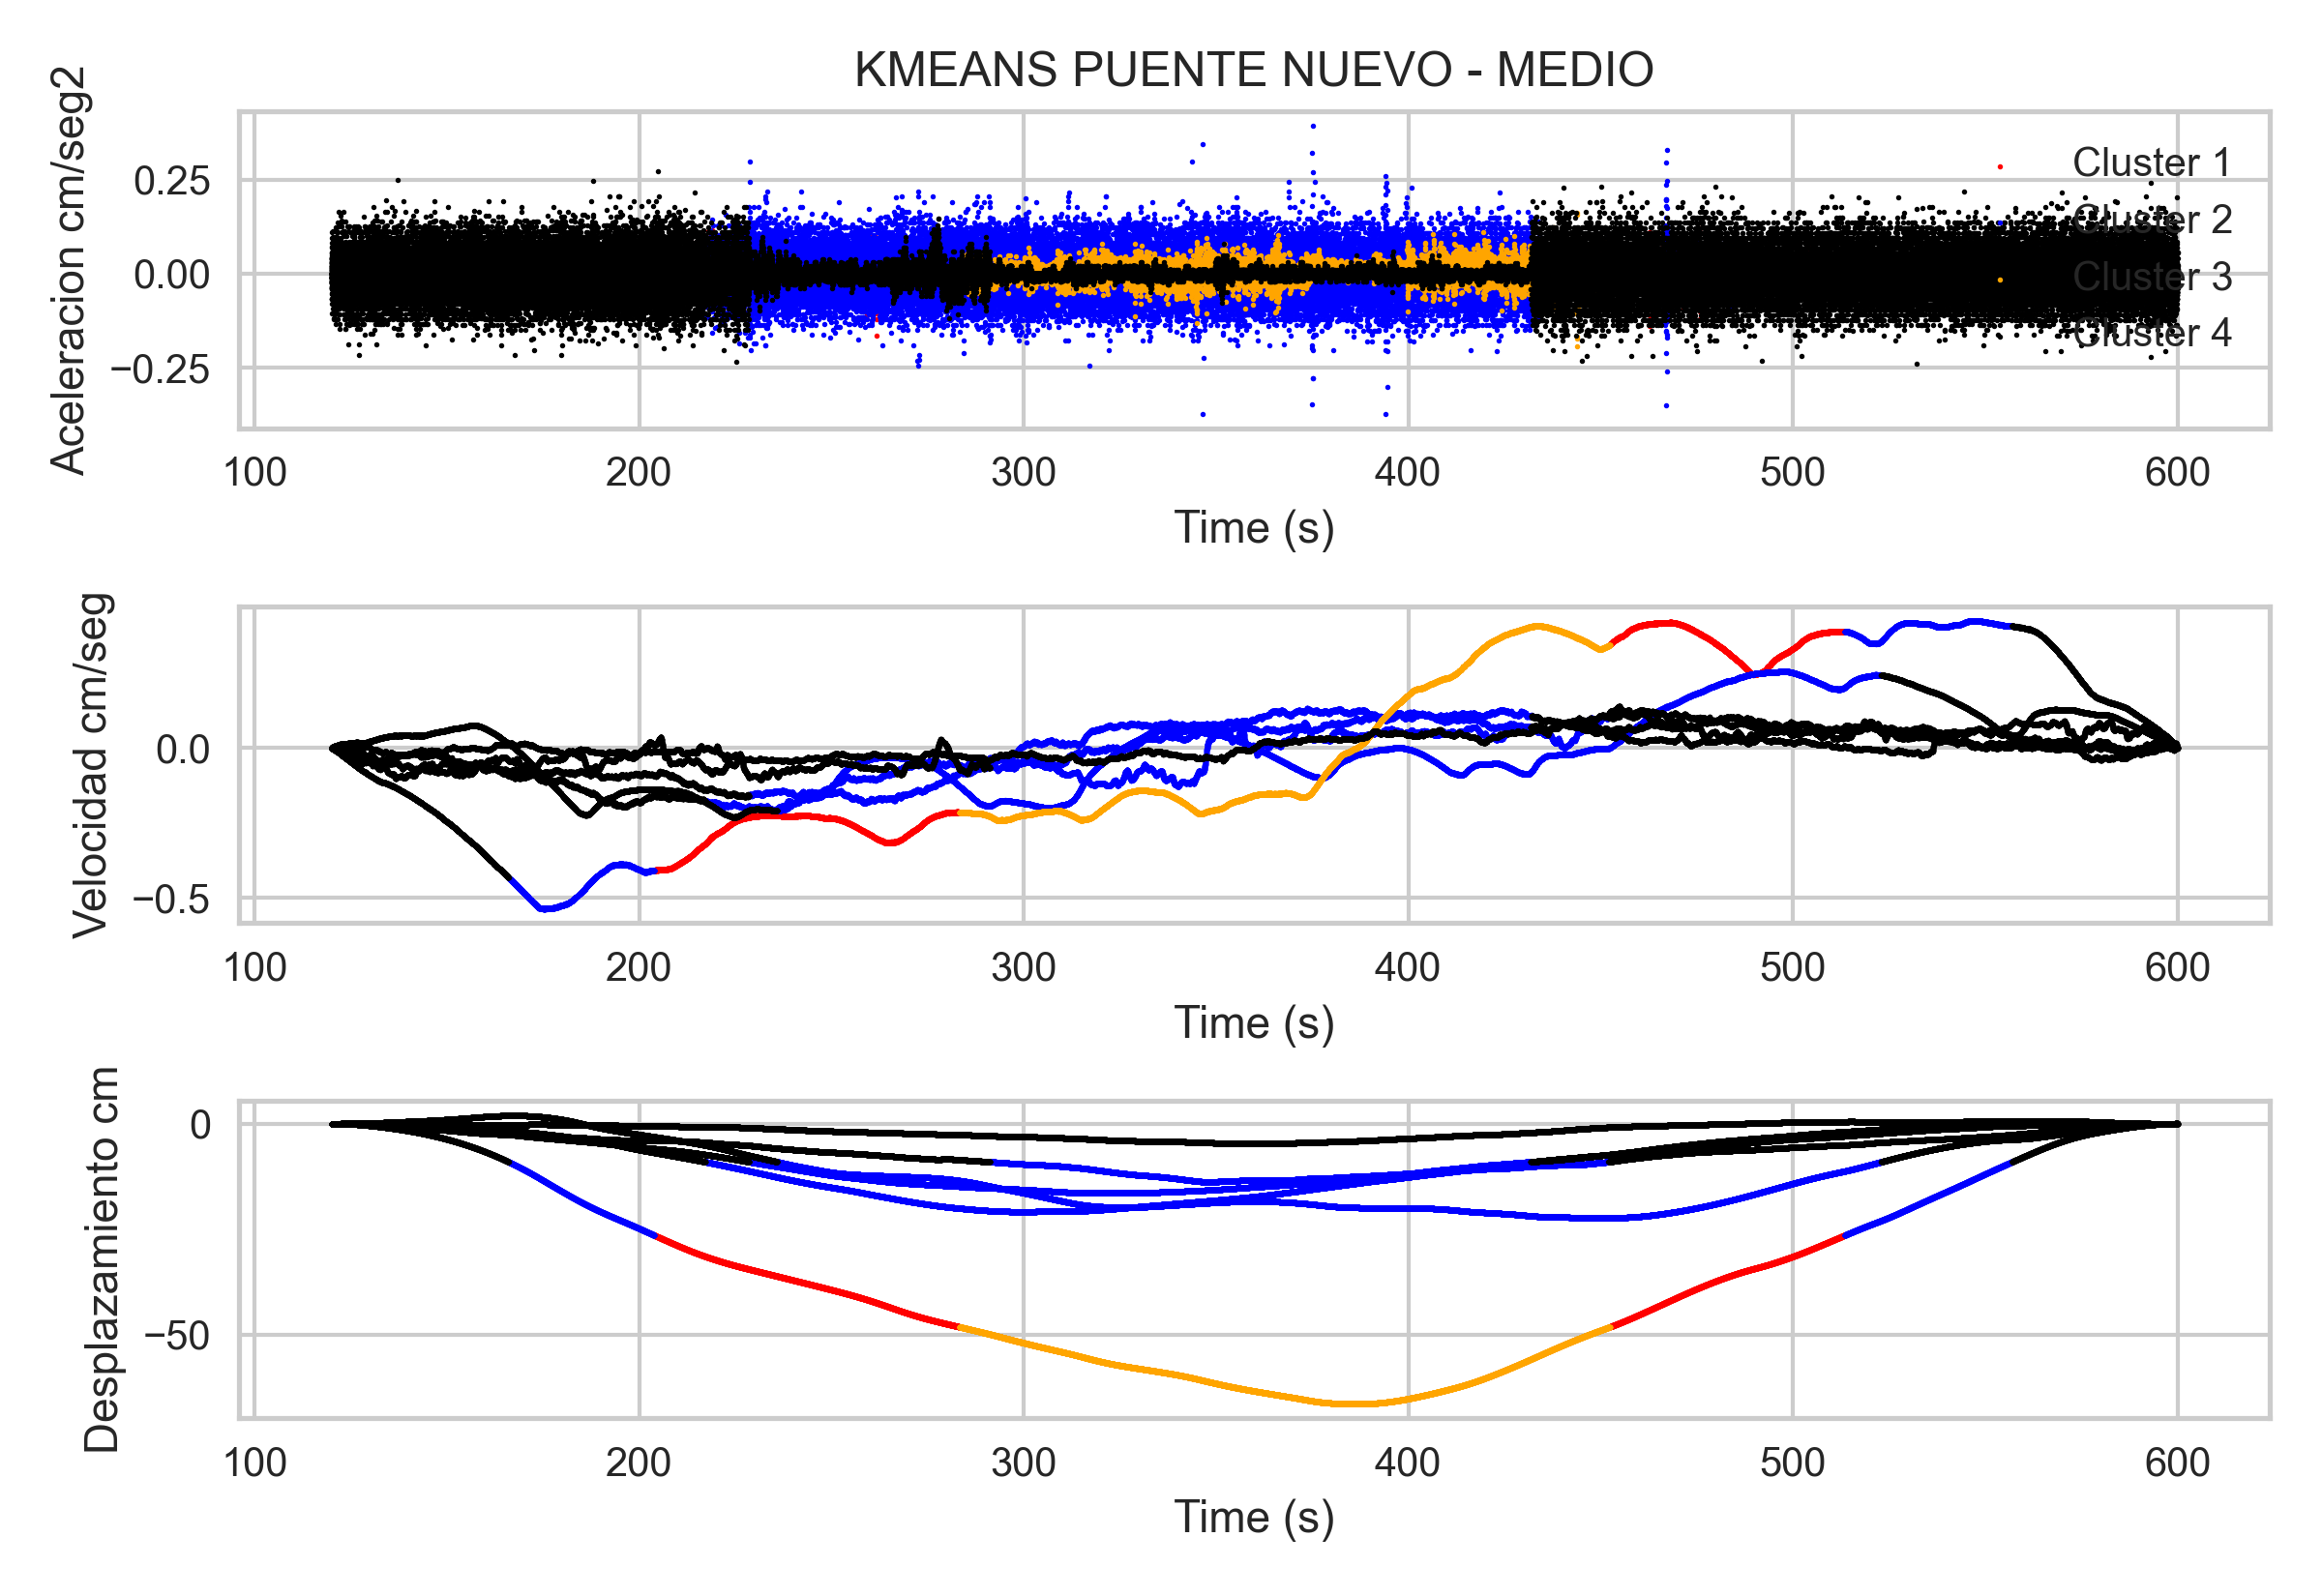 KMEANS PUENTE NUEVO - MEDIO
Aceleracion cm/seg2
0.25
0.00
−0.25
Cluster 1
Cluster 2
Cluster 3
Cluster 4
100 200 300 400 500 600
Time (s)
Velocidad cm/seg
0.0
−0.5
100 200 300 400 500 600
Time (s)
Desplazamiento cm
0
−50
100 200 300 400 500 600
Time (s)